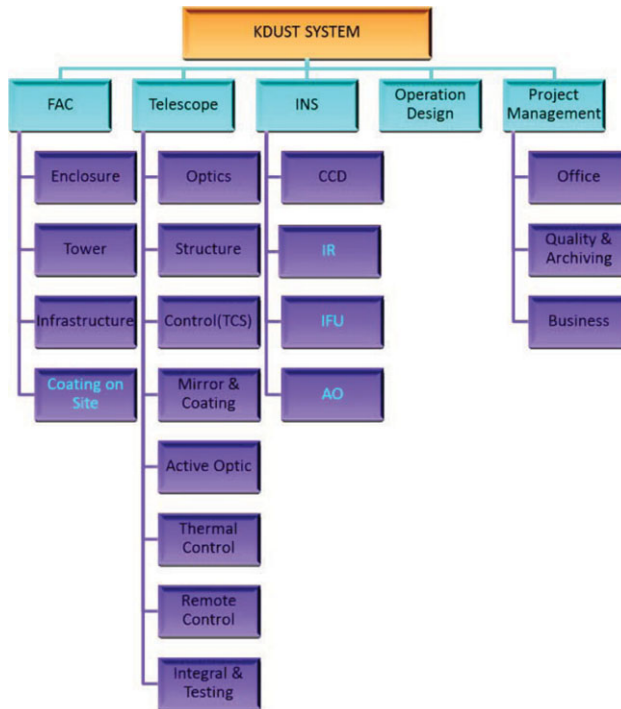 KDUST SYSTEM
FAC
Telescope
INS
Operation
Design
Project
Management
Enclosure
Tower
Infrastructure
Coating on
Site
Optics
Structure
Control(TCS)
Mirror &
Coating
Active Optic
Thermal
Control
Remote
Control
Integral &
Testing
CCD
IR
IFU
AO
Office
Quality &
Archiving
Business